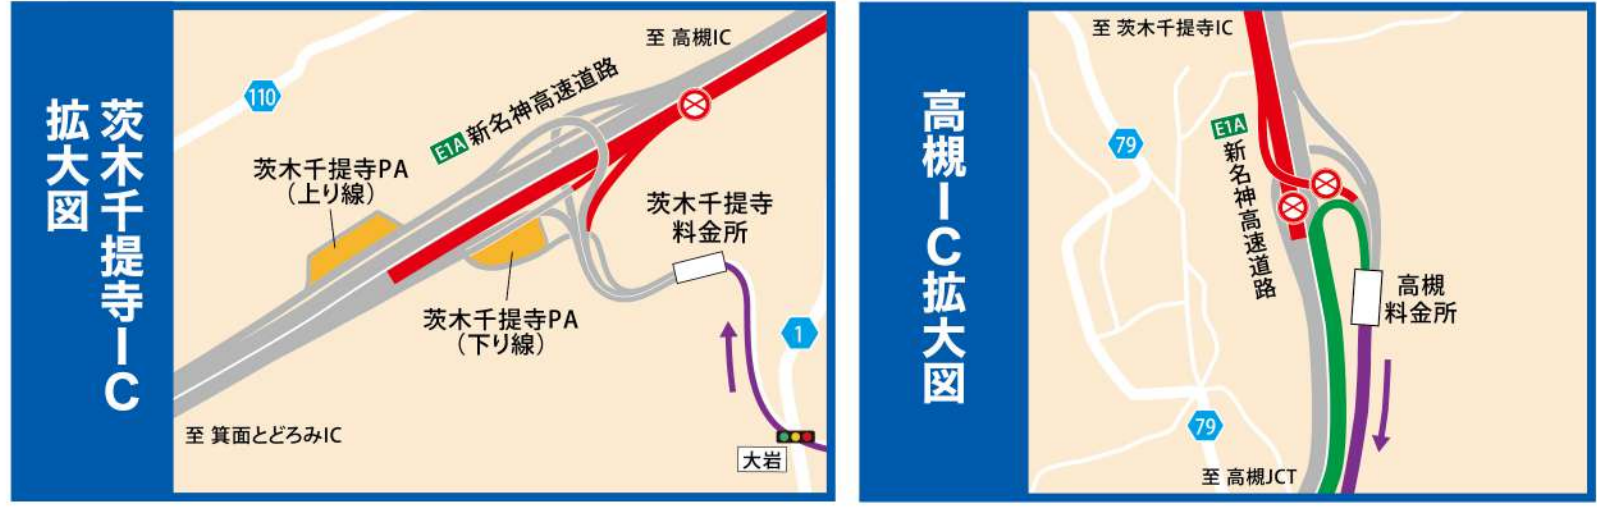 茨木千提寺IC
拡大図
110
至 高槻IC
E1A 新名神高速道路
茨木千提寺PA
(上り線)
茨木千提寺
料金所
茨木千提寺PA
(下り線)
1
至 箕面とどろみIC
大岩
高槻IC拡大図
至 茨木千提寺IC
79
E1A
新名神高速道路
高槻
料金所
79
至 高槻JCT